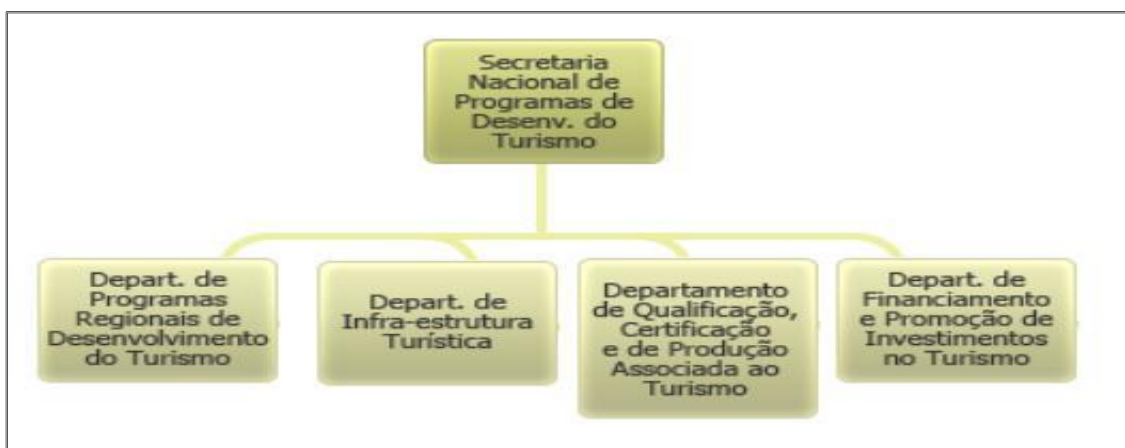 Secretaria
Nacional de
Programas de
Desenv. do
Turismo
Depart. de
Programas
Regionais de
Desenvolvimento
do Turismo
Depart. de
Infra-estrutura
Turística
Departamento
de Qualificação,
Certificação
e de Produção
Associada ao
Turismo
Depart. de
Financiamento
e Promoção de
Investimentos
no Turismo